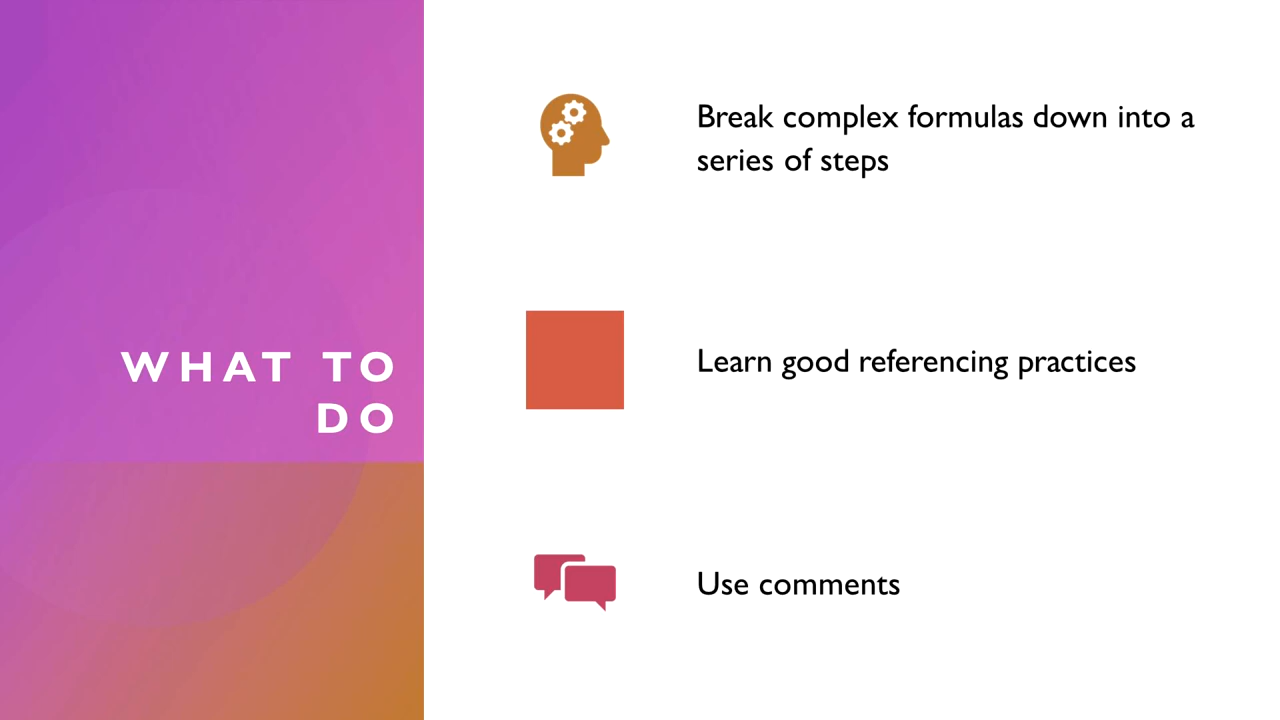 WHAT TO
DO
Break complex formulas down into a
series of steps
Learn good referencing practices
Use comments